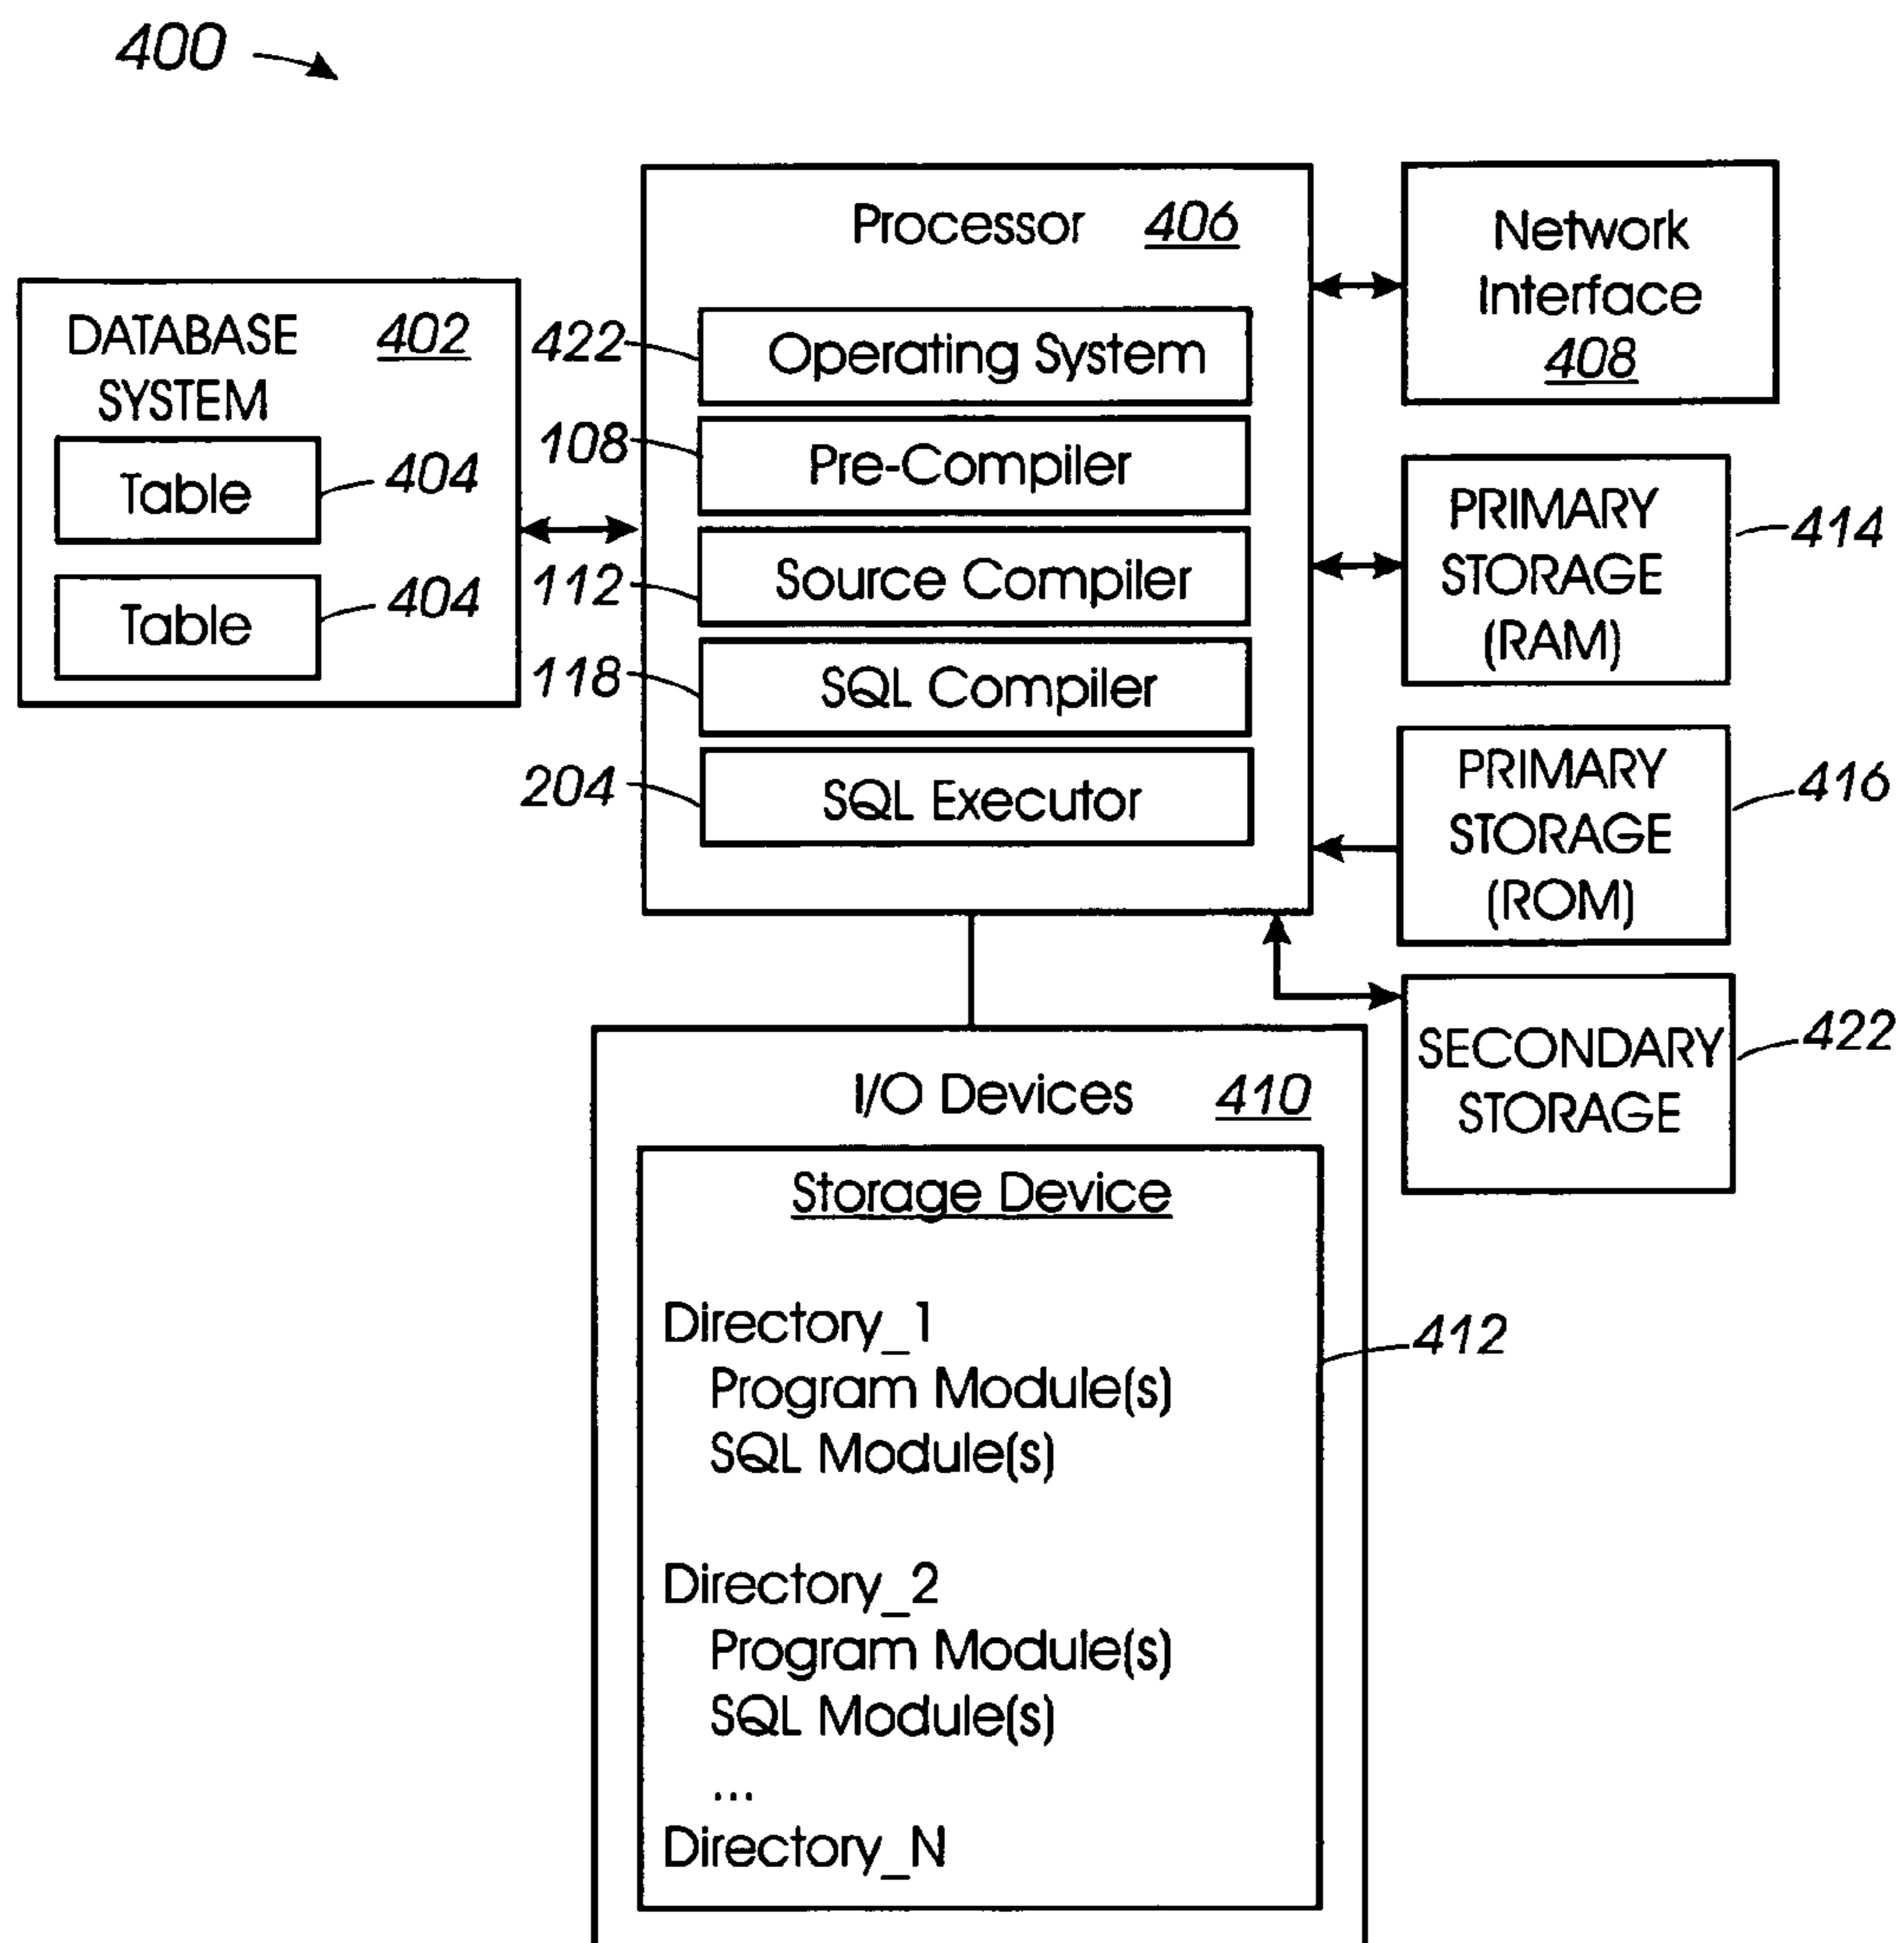 400
Processor 406
422 Operating System
108 Pre-Compiler
112 Source Compiler
118 SQL Compiler
204 SQL Executor
DATABASE 402
SYSTEM
Table 404
Table 404
Network
Interface
408
PRIMARY
STORAGE
(RAM)
414
PRIMARY
STORAGE
(ROM)
416
SECONDARY
STORAGE
422
I/O Devices 410
Storage Device
412
Directory_1
Program Module(s)
SQL Module(s)
Directory_2
Program Module(s)
SQL Module(s)
...
Directory_N